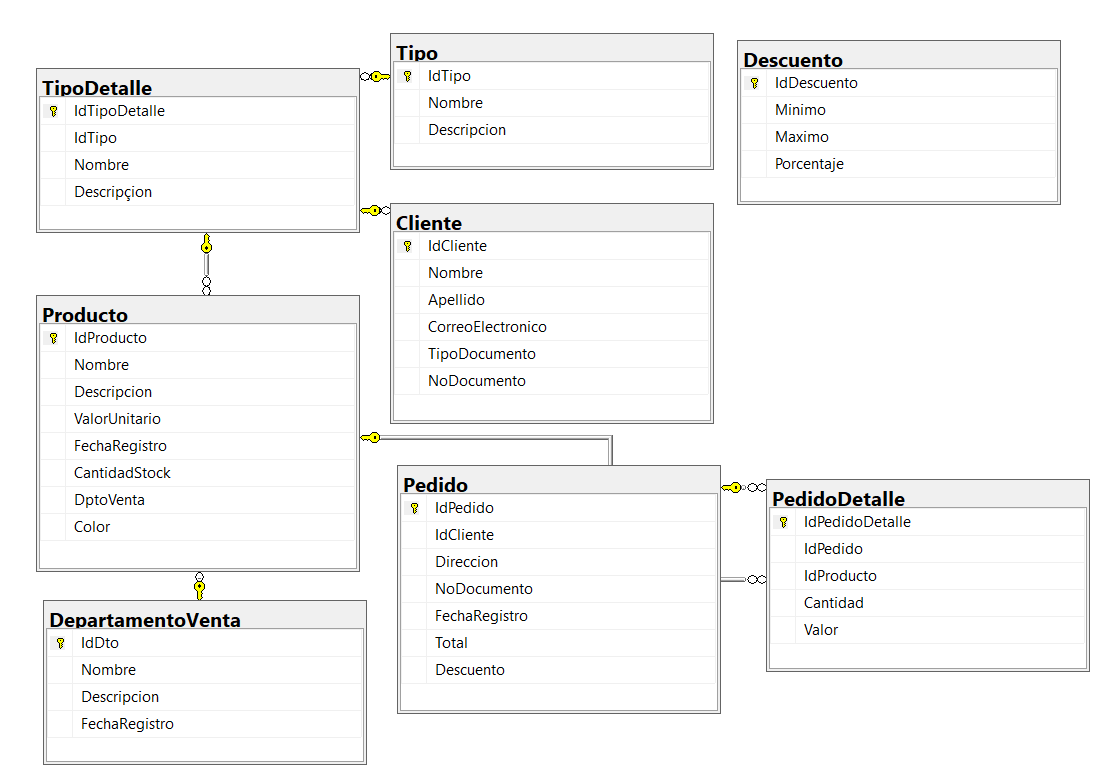 TipoDetalle
IdTipoDetalle
IdTipo
Nombre
Descripçion
Tipo
IdTipo
Nombre
Descripcion
Descuento
IdDescuento
Minimo
Maximo
Porcentaje
Cliente
IdCliente
Nombre
Apellido
CorreoElectronico
TipoDocumento
NoDocumento
Producto
IdProducto
Nombre
Descripcion
ValorUnitario
FechaRegistro
CantidadStock
DptoVenta
Color
Pedido
IdPedido
IdCliente
Direccion
NoDocumento
FechaRegistro
Total
Descuento
PedidoDetalle
IdPedidoDetalle
IdPedido
IdProducto
Cantidad
Valor
DepartamentoVenta
IdDto
Nombre
Descripcion
FechaRegistro